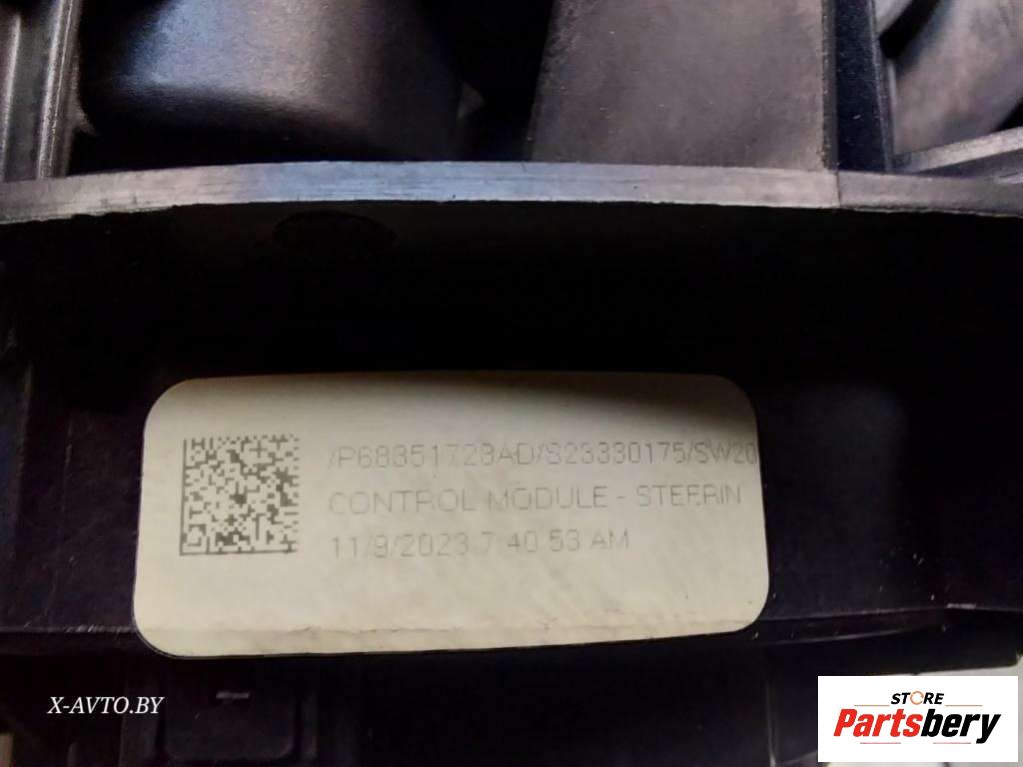 /P68351723AD/S23330175/SW20
CONTROL MODULE - STEERIN
11/9/2023 7:40:53 AM
X-AVTO.BY
STORE
Partsbery